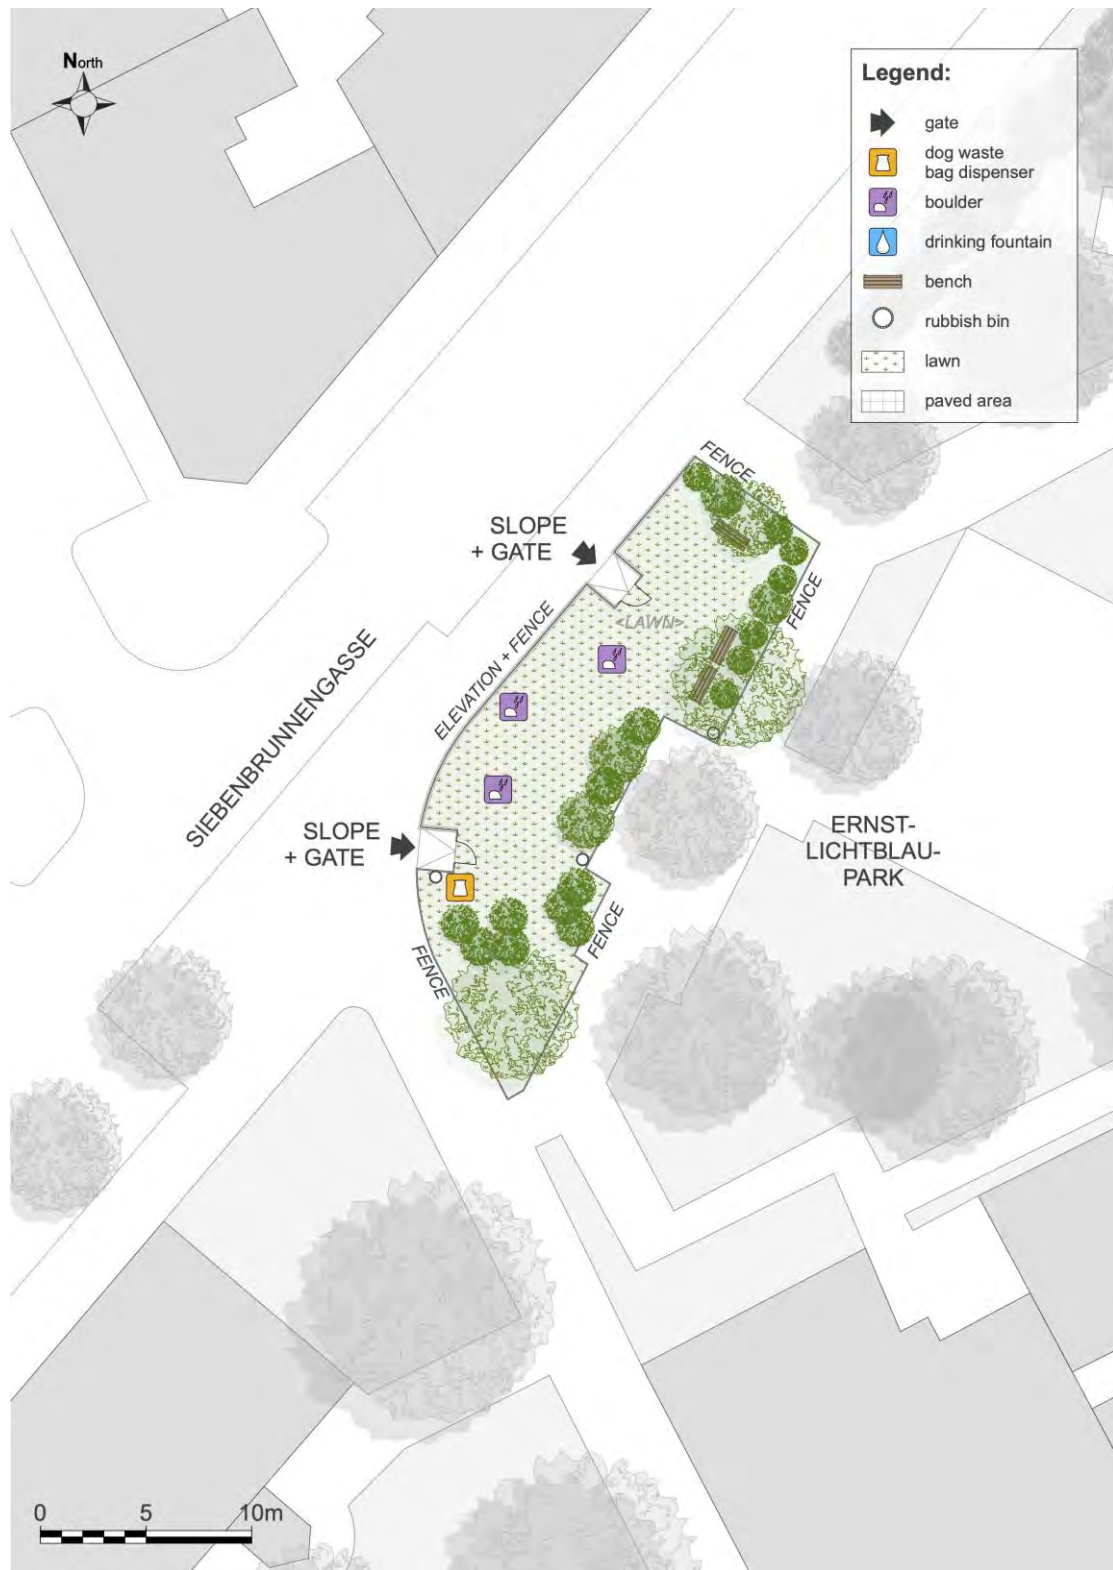 North
Legend:
gate
dog waste
bag dispenser
boulder
drinking fountain
bench
rubbish bin
lawn
paved area
FENCE
SLOPE
+ GATE
FENCE
<LAWN>
ELEVATION + FENCE
SIEBENBRUNNENGASSE
SLOPE
+ GATE
ERNST-
LICHTBLAU-
PARK
FENCE
FENCE
0 5 10m